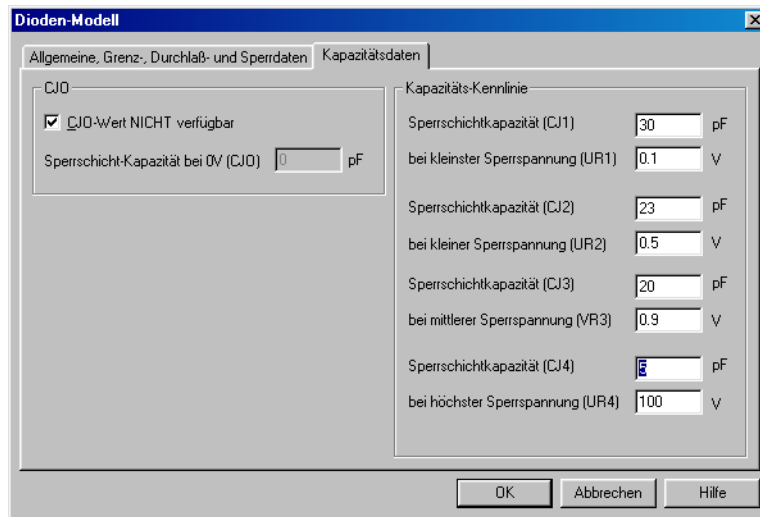 Dioden-Modell
Allgemeine, Grenz-, Durchlaß- und Sperrdaten
Kapazitätsdaten
CJO
CJO-Wert NICHT verfügbar
Sperrschicht-Kapazität bei 0V (CJO) 0 pF
Kapazitäts-Kennlinie
Sperrschichtkapazität (CJ1) 30 pF
bei kleinster Sperrspannung (UR1) 0.1 V
Sperrschichtkapazität (CJ2) 23 pF
bei kleiner Sperrspannung (UR2) 0.5 V
Sperrschichtkapazität (CJ3) 20 pF
bei mittlerer Sperrspannung (VR3) 0.9 V
Sperrschichtkapazität (CJ4) 5 pF
bei höchster Sperrspannung (UR4) 100 V
OK Abbrechen Hilfe